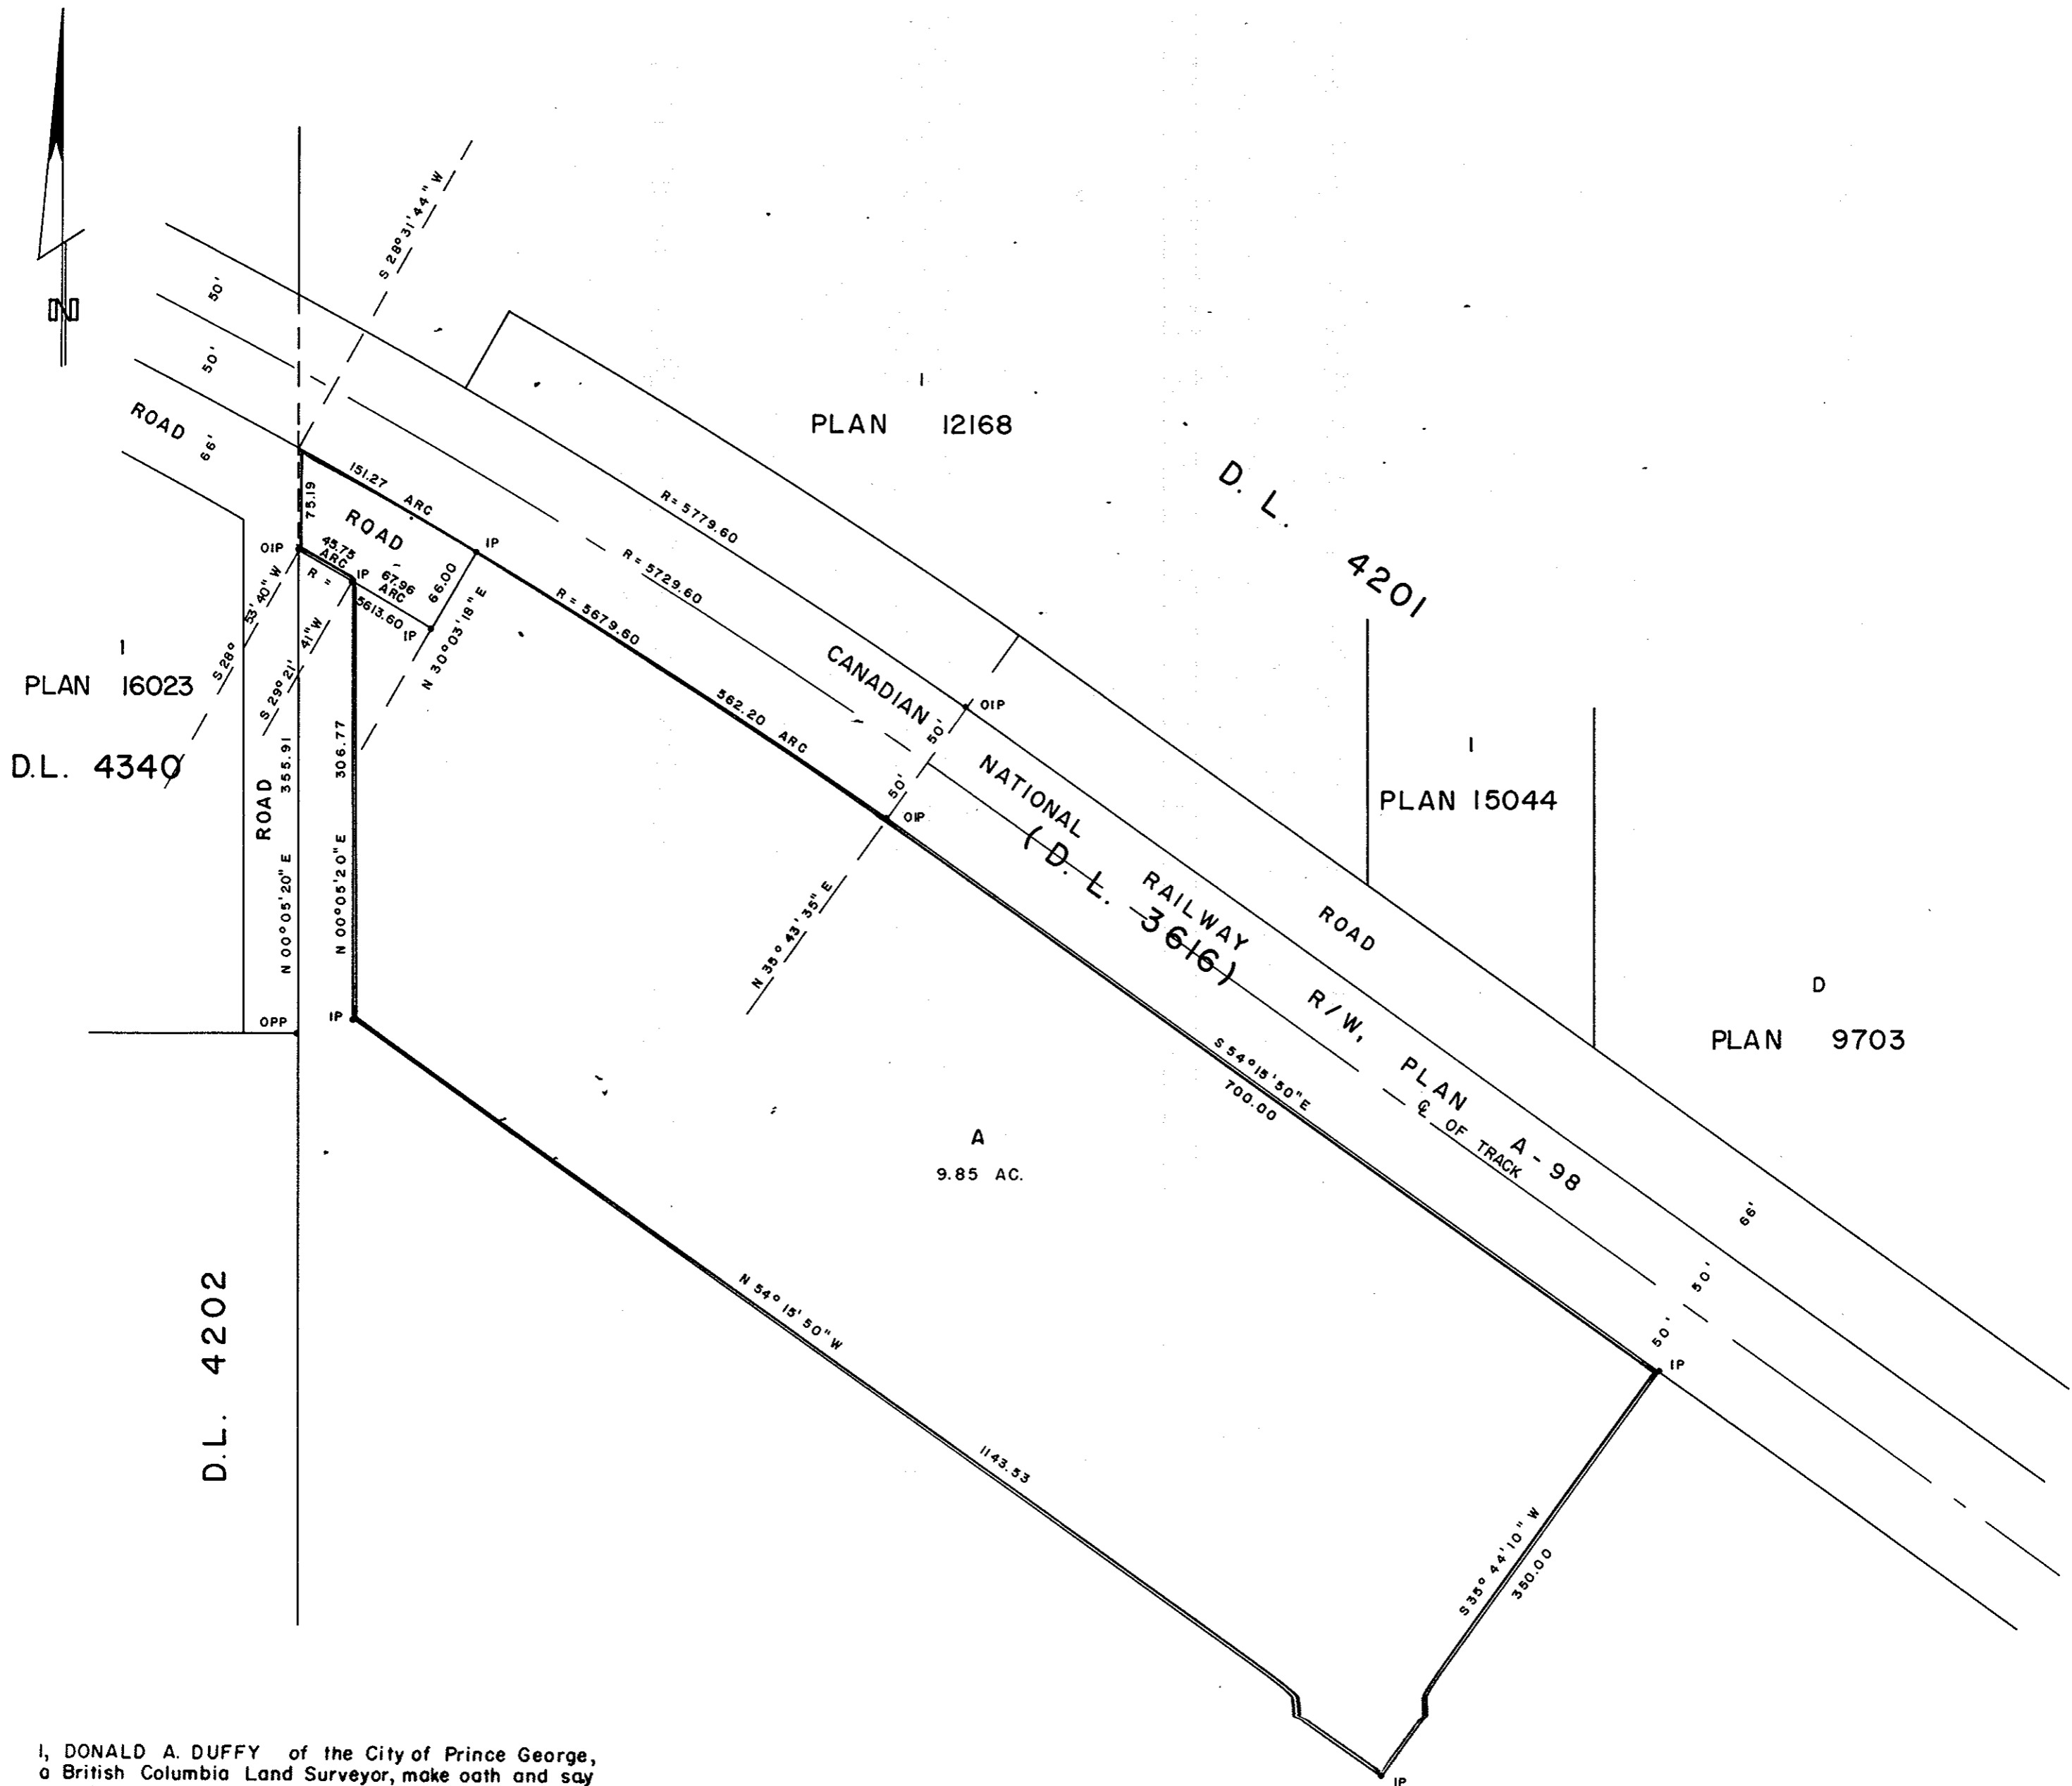 N
50'
50'
S 28° 31' 44" W
ROAD
66'
1
PLAN 12168
D. L. 4201
151.27 ARC
75.19
ROAD
R = 5779.60
R = 5729.60
OIP
45.75
ARC
IP
67.96
ARC
R =
5613.60
IP
66.00
IP
N 30° 03' 18" E
R = 5679.60
S 28° 53' 40" W
S 29° 21' 41" W
1
PLAN 16023
D.L. 4340
562.20 ARC
CANADIAN
50'
50'
OIP
OIP
NATIONAL
( D. L. 3616 )
RAILWAY
R/W,
PLAN
A - 98
℄ OF TRACK
ROAD
1
PLAN 15044
D
PLAN 9703
ROAD
N 00° 05' 20" E 355.91
N 00° 05' 20" E 306.77
N 35° 43' 35" E
OPP
IP
S 54° 15' 50" E
700.00
A
9.85 AC.
66'
50'
50'
IP
D.L. 4202
N 54° 15' 50" W
1143.53
S 35° 44' 10" W
350.00
IP
I, DONALD A. DUFFY of the City of Prince George,
a British Columbia Land Surveyor, make oath and say